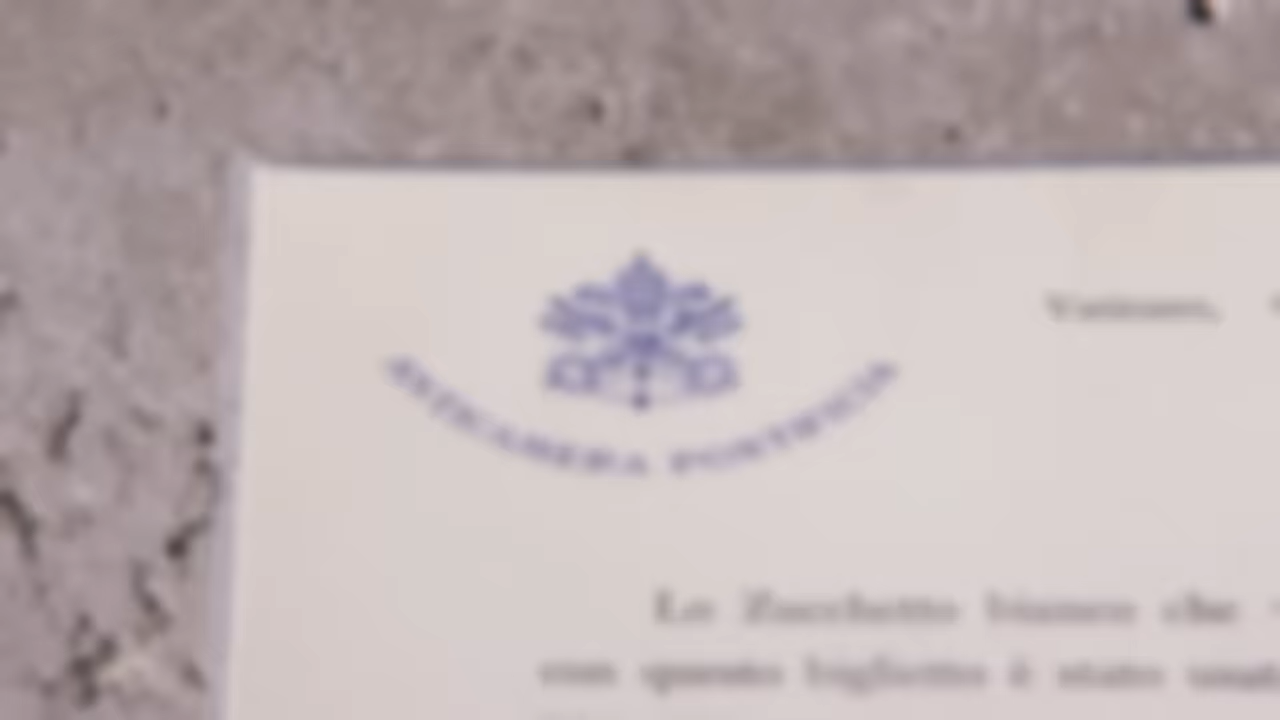 Vaticano,
ANTICAMERA PONTIFICIA
Lo Zucchetto bianco che
con questo biglietto è stato